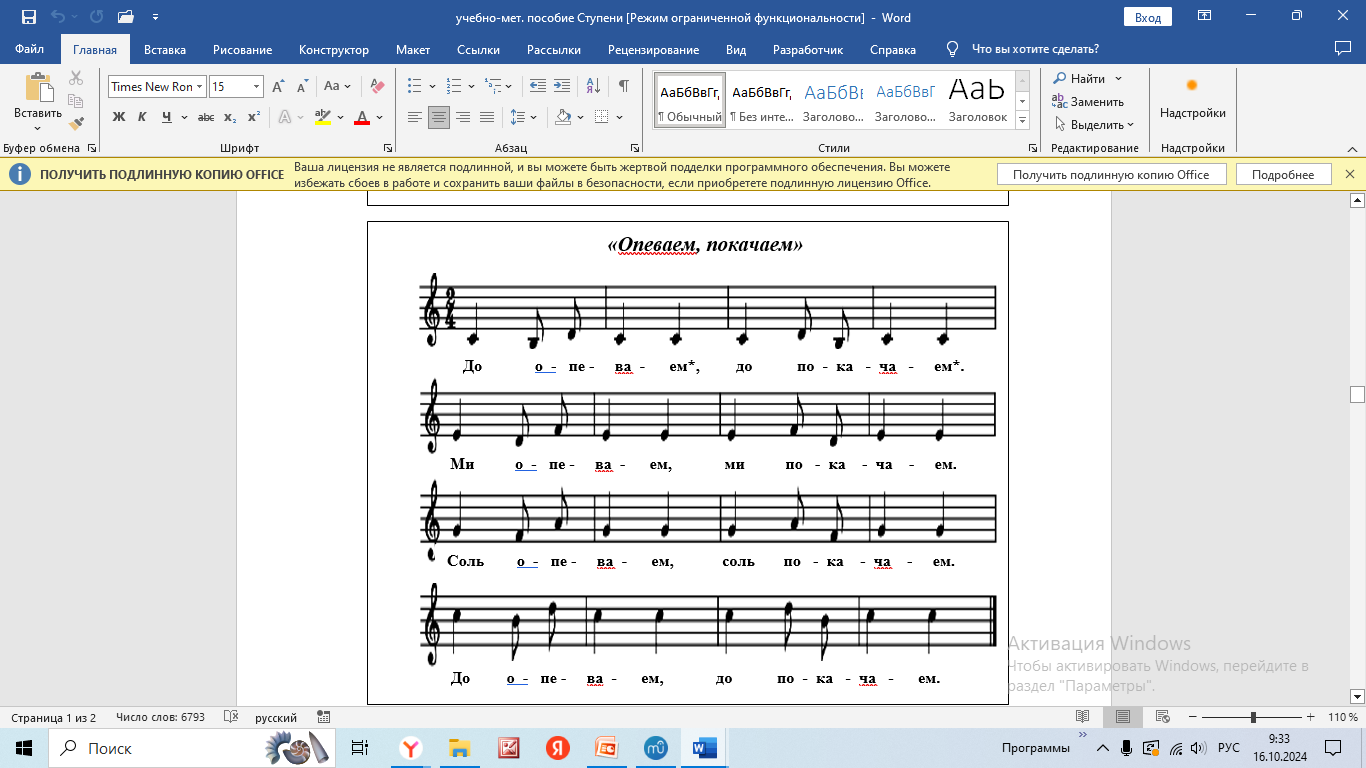 учебно-мет. пособие Ступени [Режим ограниченной функциональности] - Word
Вход
Файл Главная Вставка Рисование Конструктор Макет Ссылки Рассылки Рецензирование Вид Разработчик Справка Что вы хотите сделать?
Вставить
Буфер обмена
Times New Ron 15
Aa
Ж К Ч abc x₂ x²
Шрифт
Абзац
АаБбВвГг, АаБбВвГг, АаБбВв АаБбВвГ АаЬ
¶ Обычный ¶ Без инте... Заголово... Заголово... Заголовок
Стили
Найти
Заменить
Выделить
Редактирование
Надстройки
Надстройки
ПОЛУЧИТЬ ПОДЛИННУЮ КОПИЮ OFFICE
Ваша лицензия не является подлинной, и вы можете быть жертвой подделки программного обеспечения. Вы можете
избежать сбоев в работе и сохранить ваши файлы в безопасности, если приобретете подлинную лицензию Office.
Получить подлинную копию Office
Подробнее
«Опеваем, покачаем»
2
4
До о - пе - ва - ем*, до по - ка - ча - ем*.
Ми о - пе - ва - ем, ми по - ка - ча - ем.
Соль о - пе - ва - ем, соль по - ка - ча - ем.
До о - пе - ва - ем, до по - ка - ча - ем.
Активация Windows
Чтобы активировать Windows, перейдите в
раздел "Параметры".
Страница 1 из 2 Число слов: 6793 русский
110 %
Поиск
Программы
РУС
9:33
16.10.2024